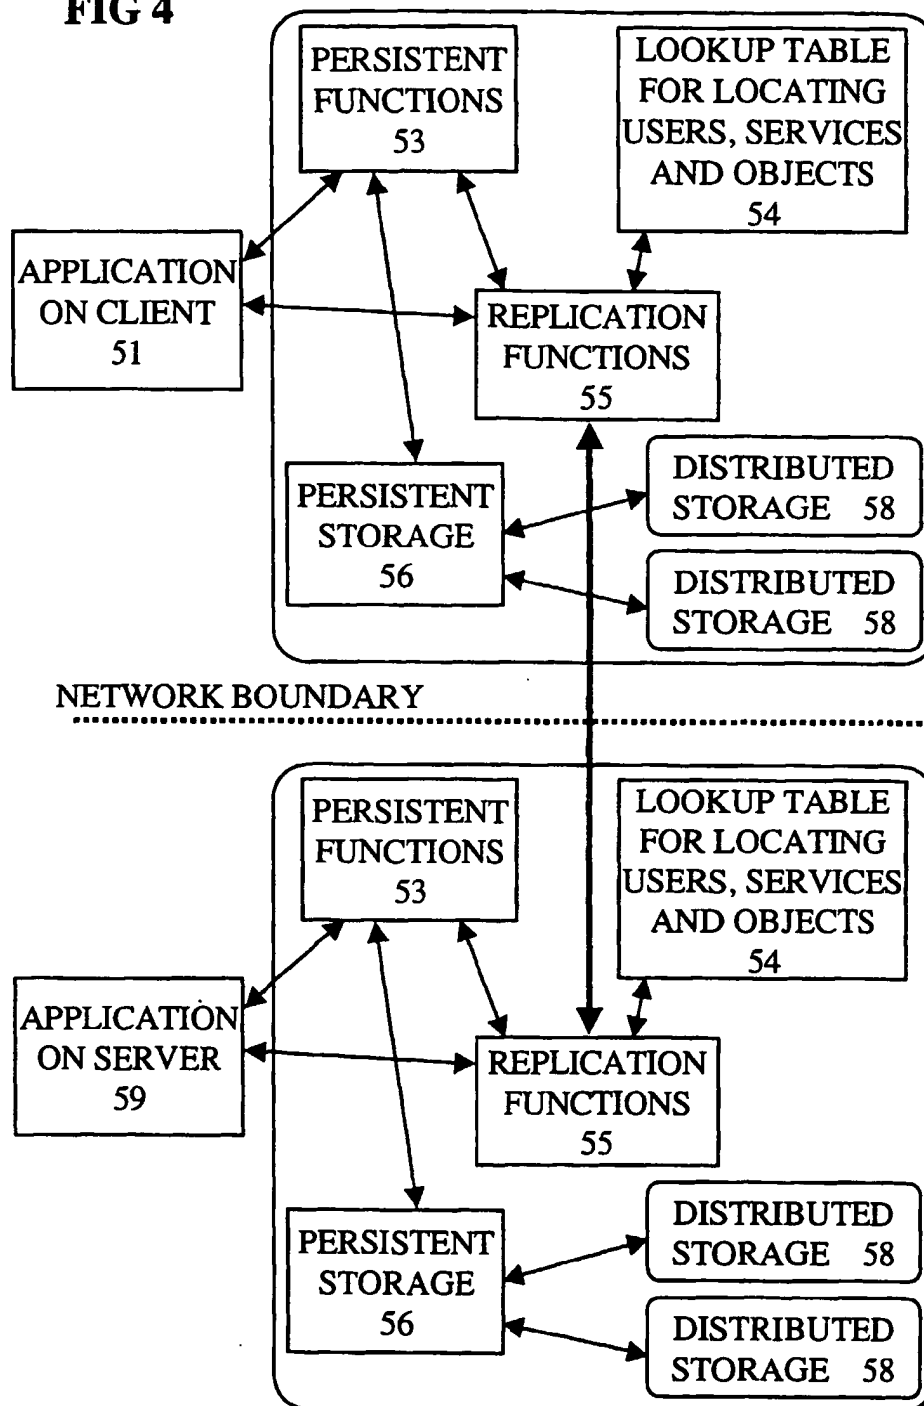 FIG 4
PERSISTENT
FUNCTIONS
53
LOOKUP TABLE
FOR LOCATING
USERS, SERVICES
AND OBJECTS
54
APPLICATION
ON CLIENT
51
REPLICATION
FUNCTIONS
55
PERSISTENT
STORAGE
56
DISTRIBUTED
STORAGE 58
DISTRIBUTED
STORAGE 58
NETWORK BOUNDARY
PERSISTENT
FUNCTIONS
53
LOOKUP TABLE
FOR LOCATING
USERS, SERVICES
AND OBJECTS
54
APPLICATION
ON SERVER
59
REPLICATION
FUNCTIONS
55
PERSISTENT
STORAGE
56
DISTRIBUTED
STORAGE 58
DISTRIBUTED
STORAGE 58